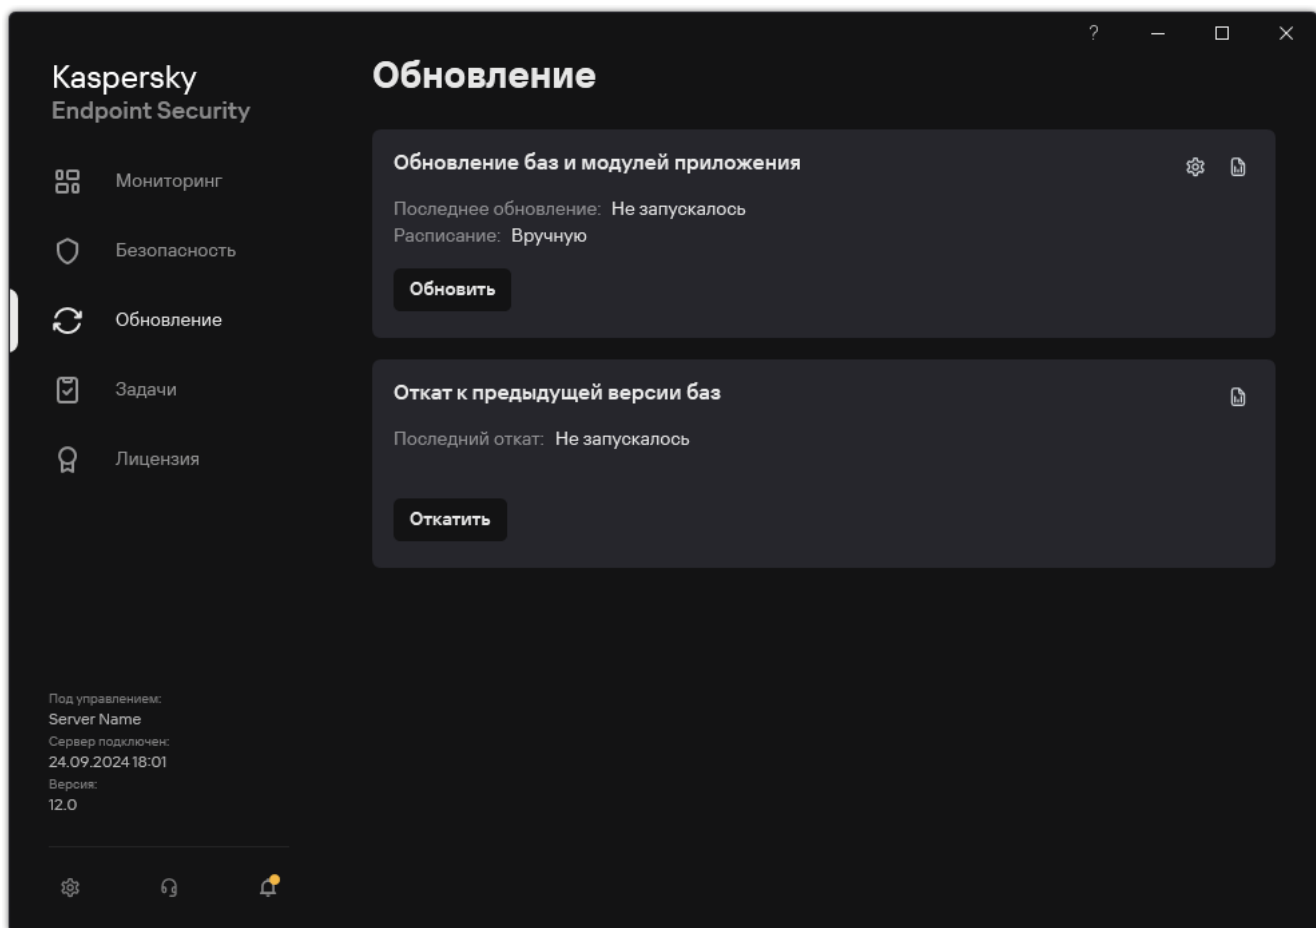 ?
Kaspersky
Endpoint Security
Мониторинг
Безопасность
Обновление
Задачи
Лицензия
Под управлением:
Server Name
Сервер подключен:
24.09.2024 18:01
Версия:
12.0
Обновление
Обновление баз и модулей приложения
Последнее обновление: Не запускалось
Расписание: Вручную
Обновить
Откат к предыдущей версии баз
Последний откат: Не запускалось
Откатить